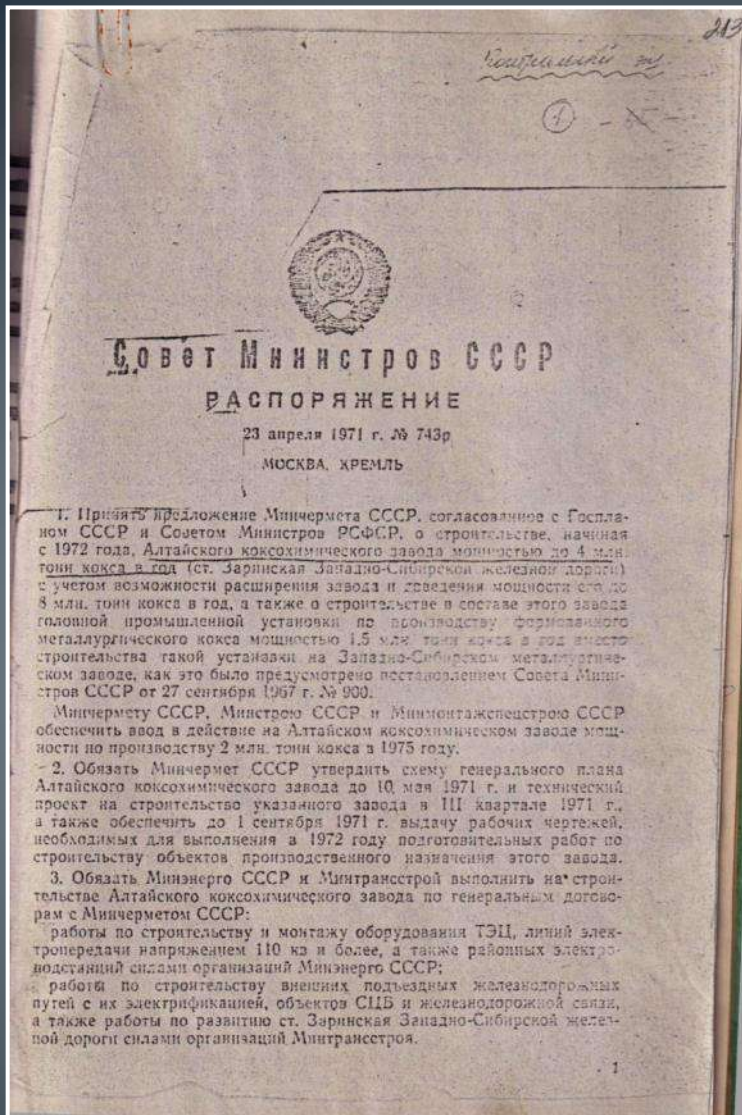 213
1
Совет Министров СССР
РАСПОРЯЖЕНИЕ
23 апреля 1971 г. № 743р
МОСКВА, КРЕМЛЬ
1. Принять предложение Минчермета СССР, согласованное с Госпла-
ном СССР и Советом Министров РСФСР, о строительстве, начиная
с 1972 года, Алтайского коксохимического завода мощностью до 4 млн.
тонн кокса в год (ст. Заринская Западно-Сибирской железной дороги)
с учетом возможности расширения завода и доведения мощности его до
8 млн. тонн кокса в год, а также о строительстве в составе этого завода
головной промышленной установки по производству формованного
металлургического кокса мощностью 1,5 млн. тонн кокса в год вместо
строительства такой установки на Западно-Сибирском металлургиче-
ском заводе, как это было предусмотрено постановлением Совета Мини-
стров СССР от 27 сентября 1967 г. № 900.
Минчермету СССР, Минстрою СССР и Минмонтажспецстрою СССР
обеспечить ввод в действие на Алтайском коксохимическом заводе мощ-
ности по производству 2 млн. тонн кокса в 1975 году.
2. Обязать Минчермет СССР утвердить схему генерального плана
Алтайского коксохимического завода до 10 мая 1971 г. и технический
проект на строительство указанного завода в III квартале 1971 г.,
а также обеспечить до 1 сентября 1971 г. выдачу рабочих чертежей,
необходимых для выполнения в 1972 году подготовительных работ по
строительству объектов производственного назначения этого завода.
3. Обязать Минэнерго СССР и Минтрансстрой выполнить на строи-
тельстве Алтайского коксохимического завода по генеральным догово-
рам с Минчерметом СССР:
работы по строительству и монтажу оборудования ТЭЦ, линий элек-
тропередачи напряжением 110 кв и более, а также районных электро-
подстанций силами организаций Минэнерго СССР;
работы по строительству внешних подъездных железнодорожных
путей с их электрификацией, объектов СЦБ и железнодорожной связи,
а также работы по развитию ст. Заринская Западно-Сибирской желез-
ной дороги силами организаций Минтрансстроя.
1